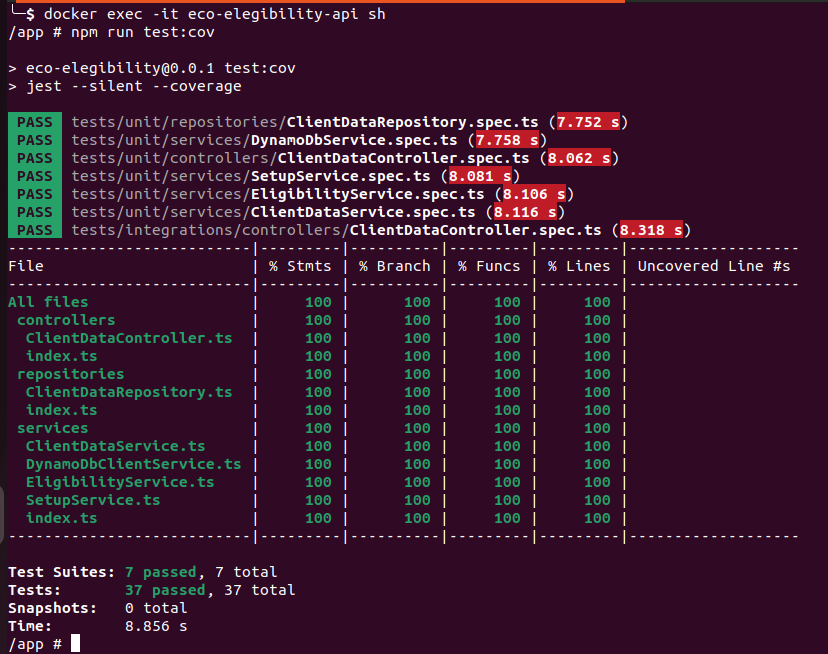 └─$ docker exec -it eco-elegibility-api sh
/app # npm run test:cov
> eco-elegibility@0.0.1 test:cov
> jest --silent --coverage
PASS tests/unit/repositories/ClientDataRepository.spec.ts (7.752 s)
PASS tests/unit/services/DynamoDbService.spec.ts (7.758 s)
PASS tests/unit/controllers/ClientDataController.spec.ts (8.062 s)
PASS tests/unit/services/SetupService.spec.ts (8.081 s)
PASS tests/unit/services/EligibilityService.spec.ts (8.106 s)
PASS tests/unit/services/ClientDataService.spec.ts (8.116 s)
PASS tests/integrations/controllers/ClientDataController.spec.ts (8.318 s)
---------------------------|---------|----------|---------|---------|-------------------
File                       | % Stmts | % Branch | % Funcs | % Lines | Uncovered Line #s
---------------------------|---------|----------|---------|---------|-------------------
All files                  |     100 |      100 |     100 |     100 |
 controllers               |     100 |      100 |     100 |     100 |
  ClientDataController.ts  |     100 |      100 |     100 |     100 |
  index.ts                 |     100 |      100 |     100 |     100 |
 repositories              |     100 |      100 |     100 |     100 |
  ClientDataRepository.ts  |     100 |      100 |     100 |     100 |
  index.ts                 |     100 |      100 |     100 |     100 |
 services                  |     100 |      100 |     100 |     100 |
  ClientDataService.ts     |     100 |      100 |     100 |     100 |
  DynamoDbClientService.ts |     100 |      100 |     100 |     100 |
  EligibilityService.ts    |     100 |      100 |     100 |     100 |
  SetupService.ts          |     100 |      100 |     100 |     100 |
  index.ts                 |     100 |      100 |     100 |     100 |
---------------------------|---------|----------|---------|---------|-------------------
Test Suites: 7 passed, 7 total
Tests:       37 passed, 37 total
Snapshots:   0 total
Time:        8.856 s
/app #